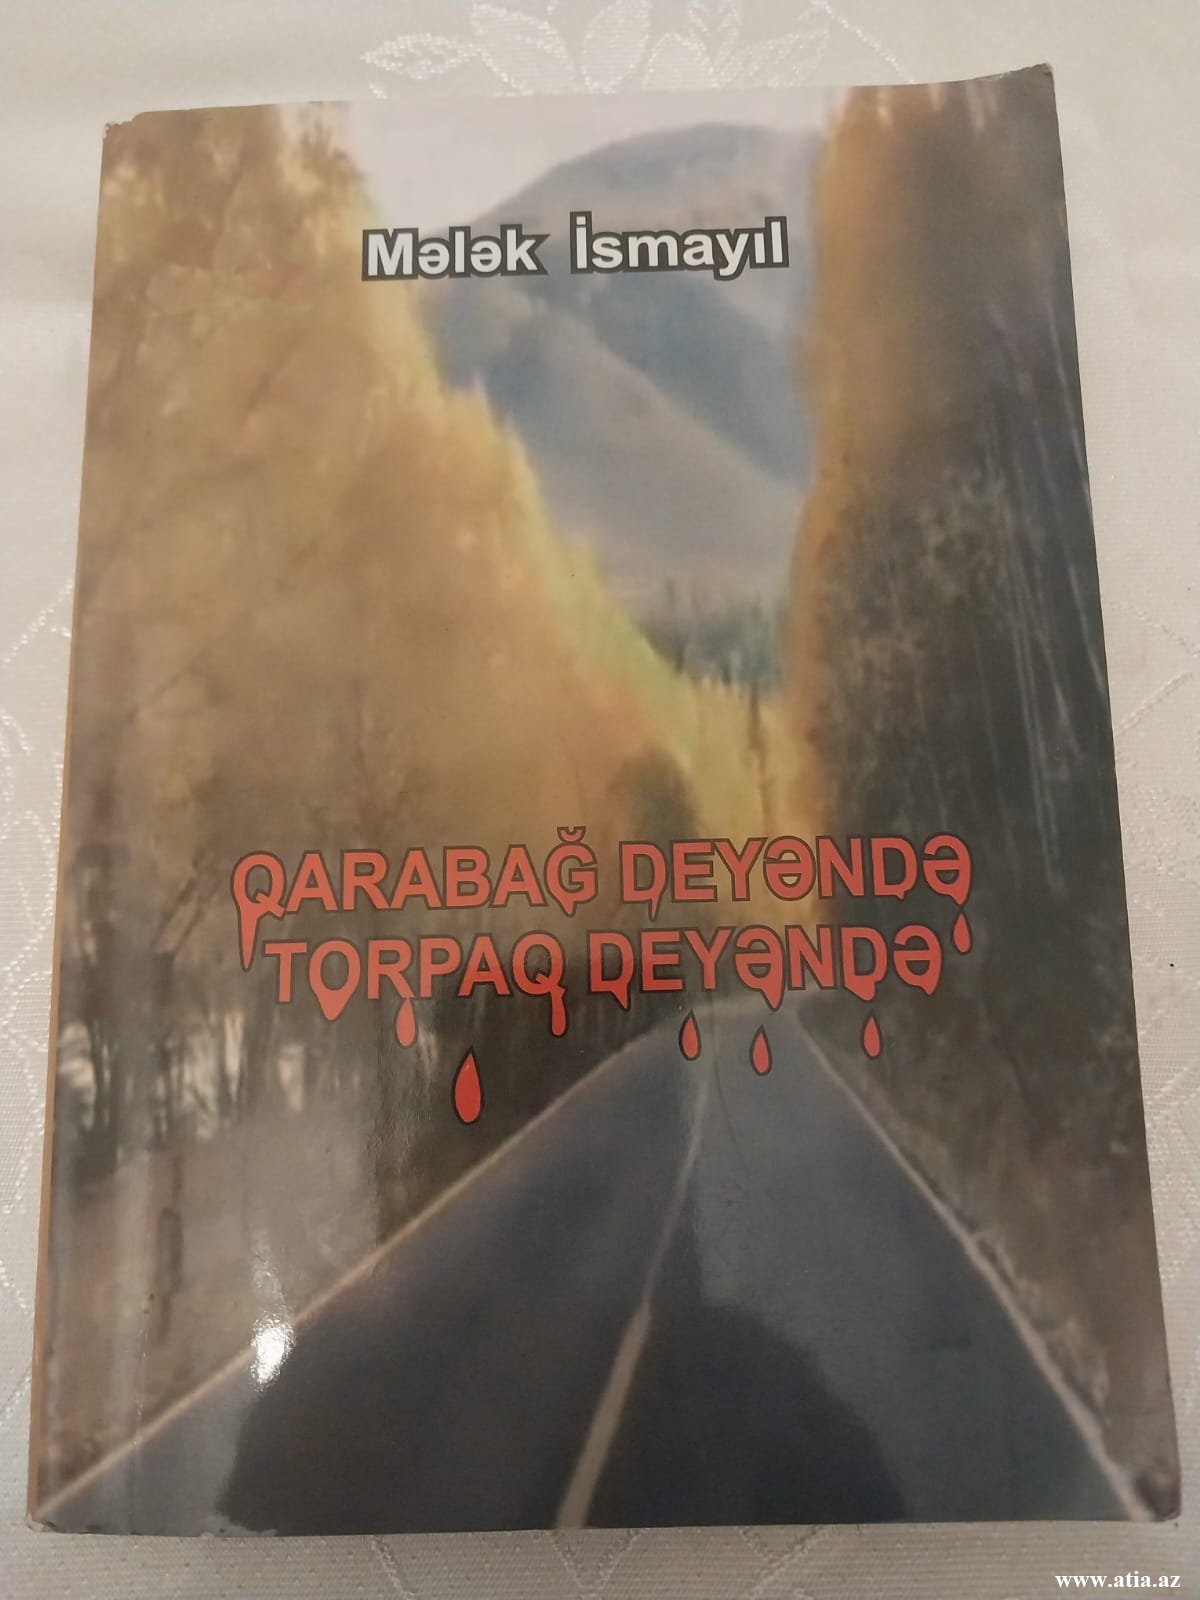 Mələk İsmayıl
QARABAĞ DEYƏNDƏ
TORPAQ DEYƏNDƏ
www.atia.az